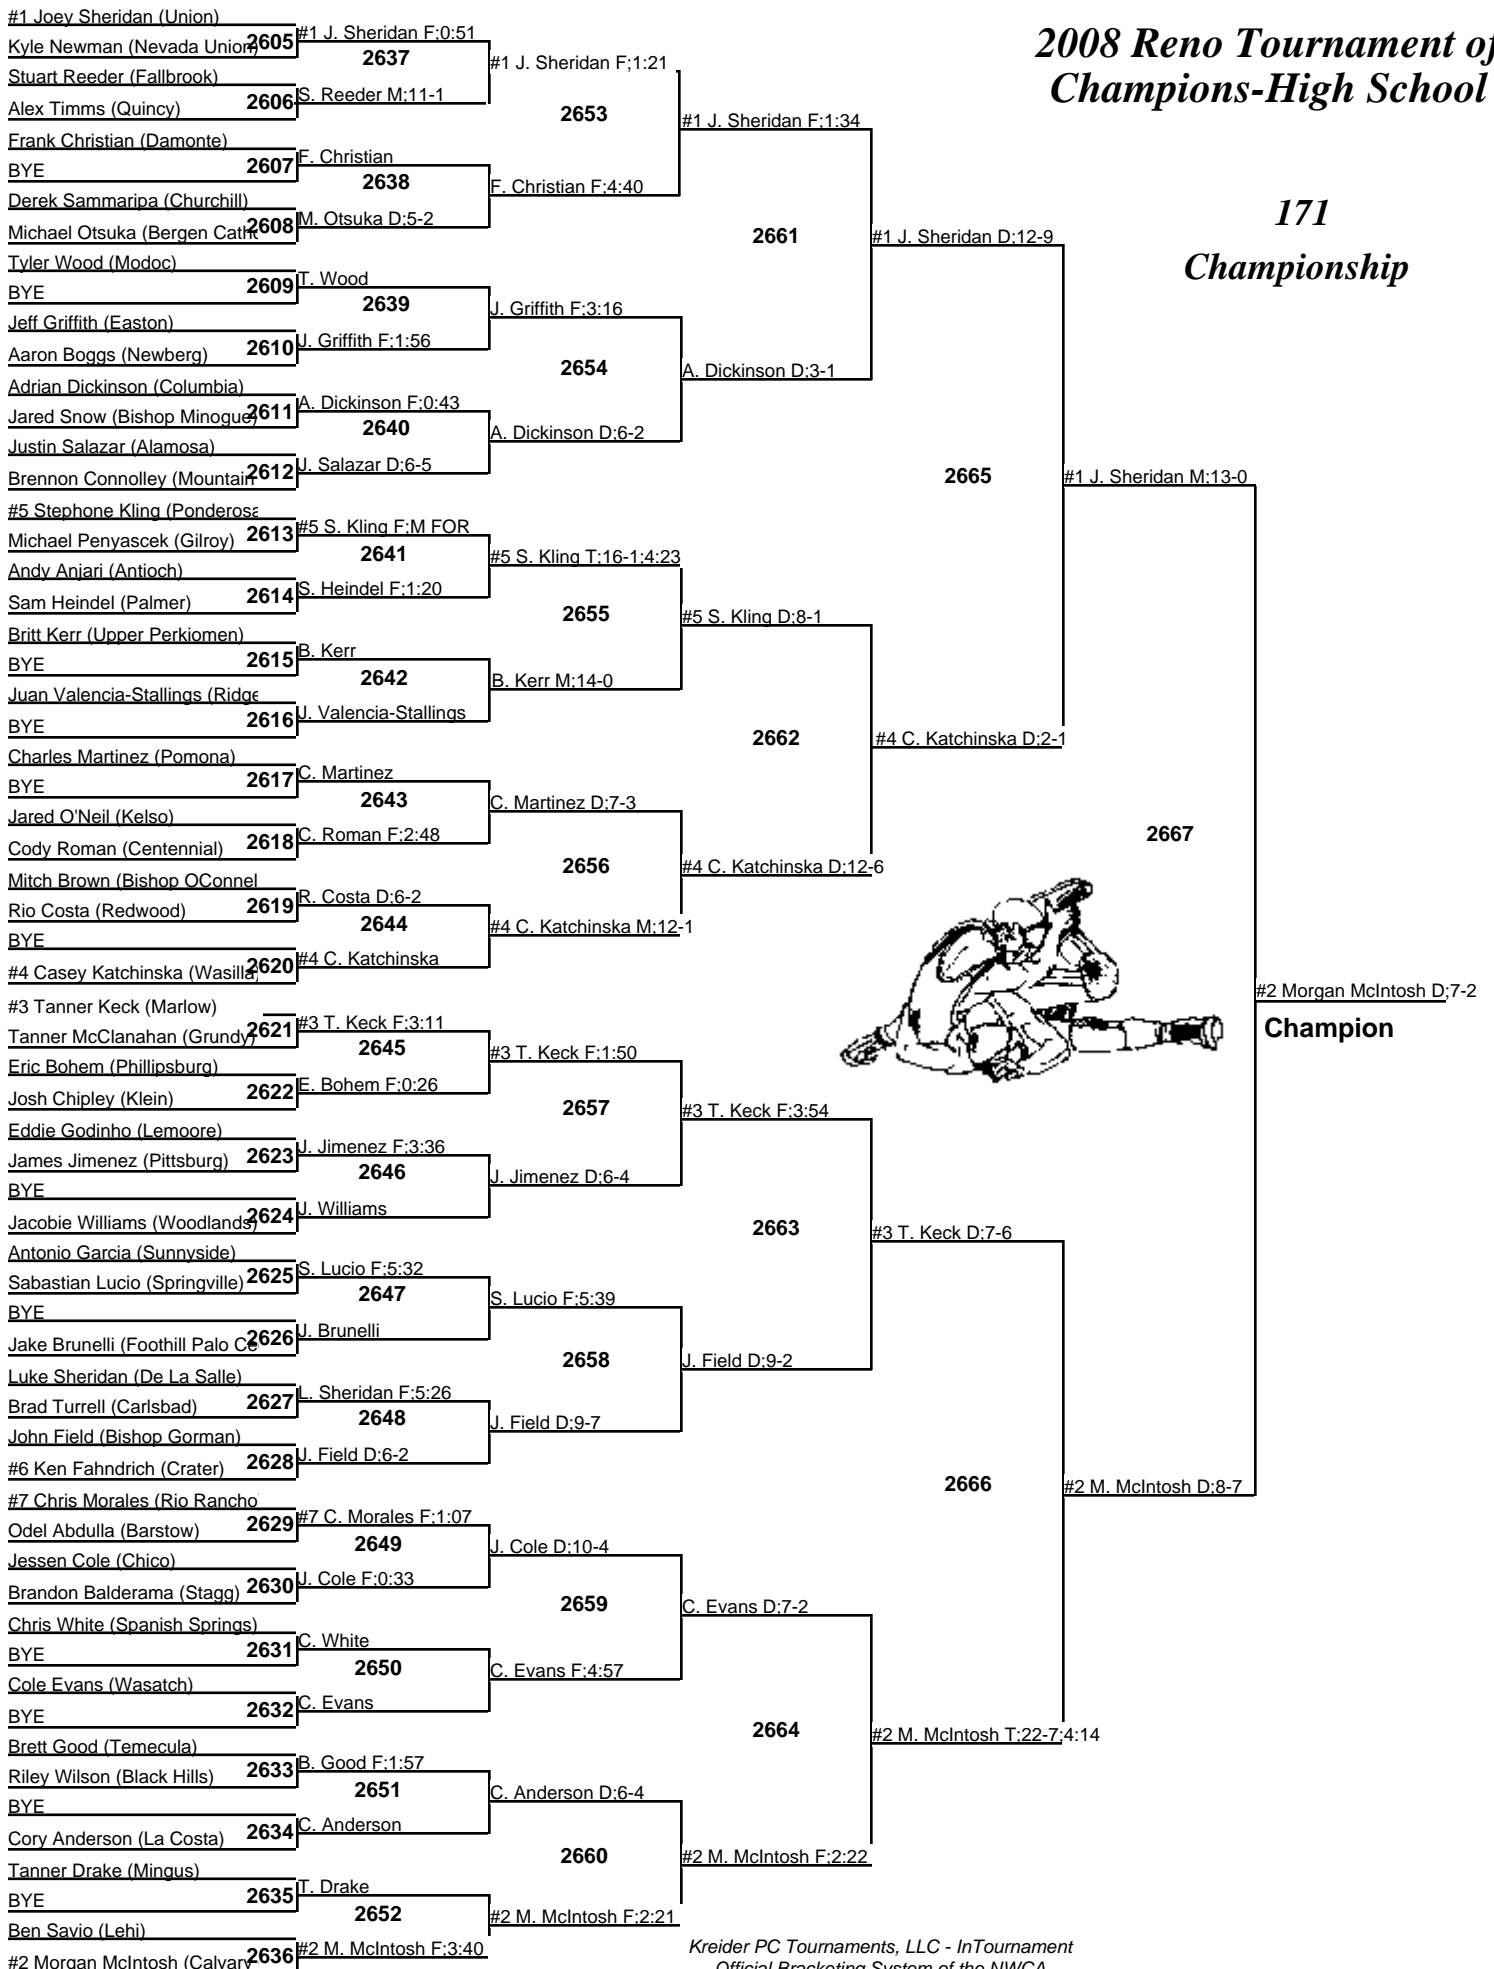 2008 Reno Tournament of
Champions-High School
171
Championship
#1 Joey Sheridan (Union)
Kyle Newman (Nevada Union)
2605
Stuart Reeder (Fallbrook)
Alex Timms (Quincy)
2606
Frank Christian (Damonte)
BYE
2607
Derek Sammaripa (Churchill)
Michael Otsuka (Bergen Catho
2608
Tyler Wood (Modoc)
BYE
2609
Jeff Griffith (Easton)
Aaron Boggs (Newberg)
2610
Adrian Dickinson (Columbia)
Jared Snow (Bishop Minogue)
2611
Justin Salazar (Alamosa)
Brennon Connolley (Mountain
2612
#5 Stephone Kling (Ponderosa
Michael Penyascek (Gilroy)
2613
Andy Anjari (Antioch)
Sam Heindel (Palmer)
2614
Britt Kerr (Upper Perkiomen)
BYE
2615
Juan Valencia-Stallings (Ridge
BYE
2616
Charles Martinez (Pomona)
BYE
2617
Jared O'Neil (Kelso)
Cody Roman (Centennial)
2618
Mitch Brown (Bishop OConnel
Rio Costa (Redwood)
2619
BYE
#4 Casey Katchinska (Wasilla)
2620
#3 Tanner Keck (Marlow)
Tanner McClanahan (Grundy)
2621
Eric Bohem (Phillipsburg)
Josh Chipley (Klein)
2622
Eddie Godinho (Lemoore)
James Jimenez (Pittsburg)
2623
BYE
Jacobie Williams (Woodlands)
2624
Antonio Garcia (Sunnyside)
Sabastian Lucio (Springville)
2625
BYE
Jake Brunelli (Foothill Palo Ce
2626
Luke Sheridan (De La Salle)
Brad Turrell (Carlsbad)
2627
John Field (Bishop Gorman)
#6 Ken Fahndrich (Crater)
2628
#7 Chris Morales (Rio Rancho)
Odel Abdulla (Barstow)
2629
Jessen Cole (Chico)
Brandon Balderama (Stagg)
2630
Chris White (Spanish Springs)
BYE
2631
Cole Evans (Wasatch)
BYE
2632
Brett Good (Temecula)
Riley Wilson (Black Hills)
2633
BYE
Cory Anderson (La Costa)
2634
Tanner Drake (Mingus)
BYE
2635
Ben Savio (Lehi)
#2 Morgan McIntosh (Calvary
2636
#1 J. Sheridan F;0:51
2637
S. Reeder M;11-1
F. Christian
2638
M. Otsuka D;5-2
T. Wood
2639
J. Griffith F;1:56
A. Dickinson F;0:43
2640
J. Salazar D;6-5
#5 S. Kling F;M FOR
2641
S. Heindel F;1:20
B. Kerr
2642
J. Valencia-Stallings
C. Martinez
2643
C. Roman F;2:48
R. Costa D;6-2
2644
#4 C. Katchinska
#3 T. Keck F;3:11
2645
E. Bohem F;0:26
J. Jimenez F;3:36
2646
J. Williams
S. Lucio F;5:32
2647
J. Brunelli
L. Sheridan F;5:26
2648
J. Field D;6-2
#7 C. Morales F;1:07
2649
J. Cole F;0:33
C. White
2650
C. Evans
B. Good F;1:57
2651
C. Anderson
T. Drake
2652
#2 M. McIntosh F;3:40
#1 J. Sheridan F;1:21
2653
F. Christian F;4:40
J. Griffith F;3:16
2654
A. Dickinson D;6-2
#5 S. Kling T;16-1;4:23
2655
B. Kerr M;14-0
C. Martinez D;7-3
2656
#4 C. Katchinska M;12-1
#3 T. Keck F;1:50
2657
J. Jimenez D;6-4
S. Lucio F;5:39
2658
J. Field D;9-7
J. Cole D;10-4
2659
C. Evans F;4:57
C. Anderson D;6-4
2660
#2 M. McIntosh F;2:21
#1 J. Sheridan F;1:34
2661
A. Dickinson D;3-1
#5 S. Kling D;8-1
2662
#4 C. Katchinska D;12-6
#3 T. Keck F;3:54
2663
J. Field D;9-2
C. Evans D;7-2
2664
#2 M. McIntosh F;2:22
#1 J. Sheridan D;12-9
2665
#4 C. Katchinska D;2-1
#3 T. Keck D;7-6
2666
#2 M. McIntosh T;22-7;4:14
#1 J. Sheridan M;13-0
2667
#2 M. McIntosh D;8-7
#2 Morgan McIntosh D;7-2
Champion
Kreider PC Tournaments, LLC - InTournament
Official Bracketing System of the NWCA